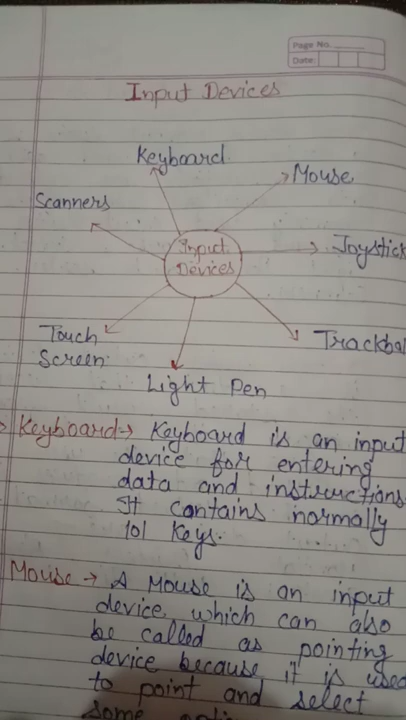 Page No.
Date:
Input Devices
Keyboard
Mouse
Scanners
Joystick
Input
Devices
Touch
Screen
Trackbal
Light Pen
Keyboard → Keyboard is an input
device for entering
data and instructions
It contains normally
101 Keys.
Mouse → A Mouse is an input
device which can also
be called as pointing
device because it is used
to point and select
some